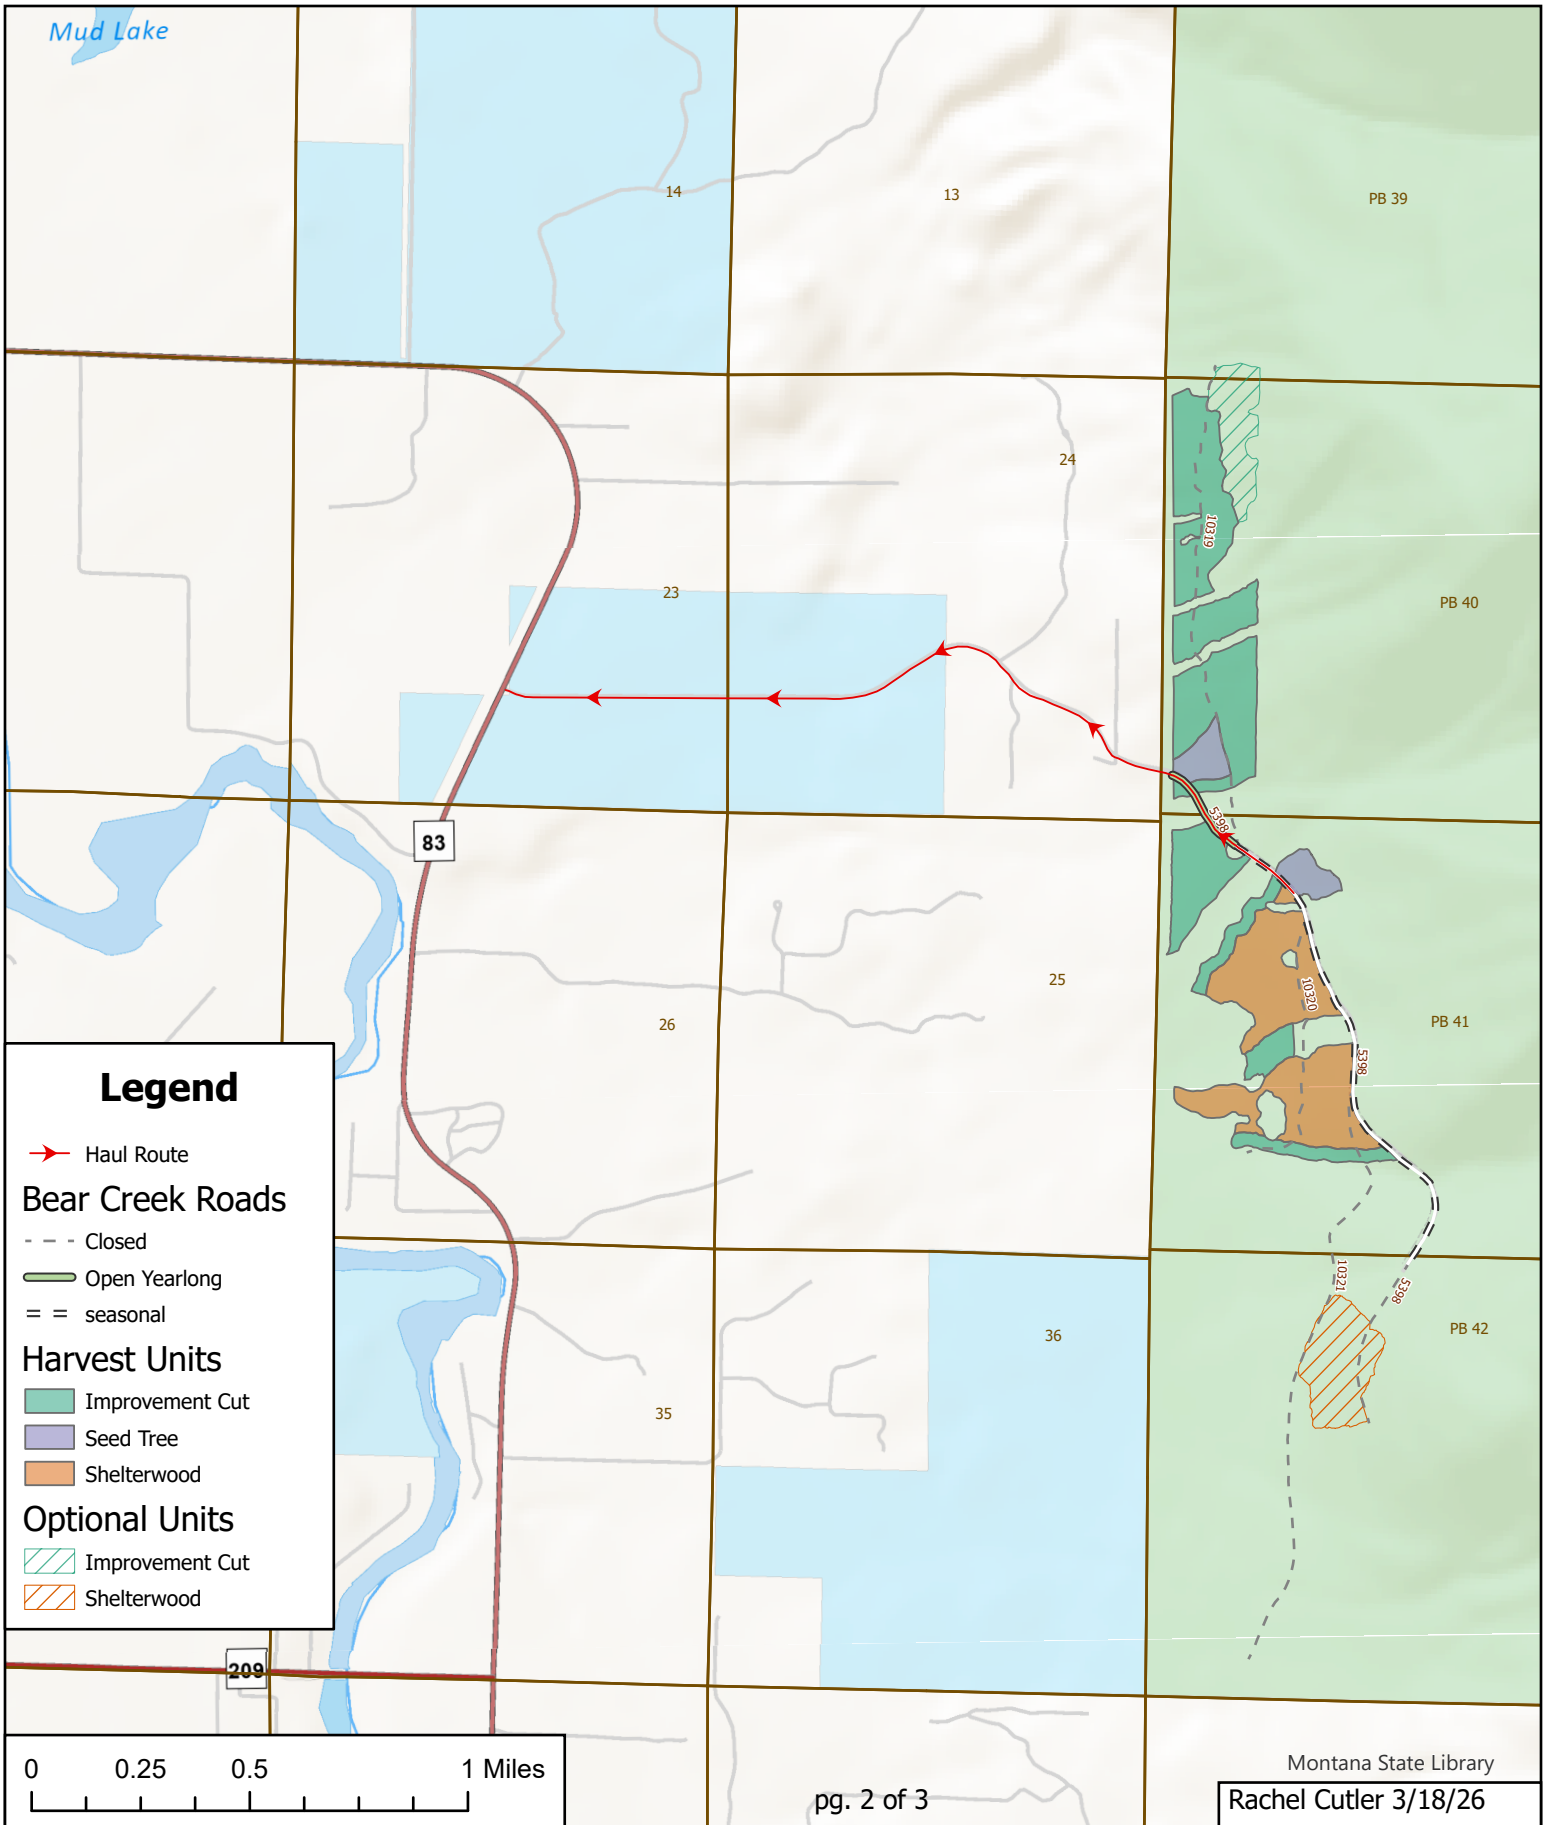 Mud Lake
14
13
PB 39
24
10319
23
PB 40
5398
83
25
10320
26
PB 41
5398
10321
5398
36
PB 42
35
Legend
Haul Route
Bear Creek Roads
Closed
Open Yearlong
seasonal
Harvest Units
Improvement Cut
Seed Tree
Shelterwood
Optional Units
Improvement Cut
Shelterwood
209
0 0.25 0.5 1 Miles
pg. 2 of 3
Montana State Library
Rachel Cutler 3/18/26